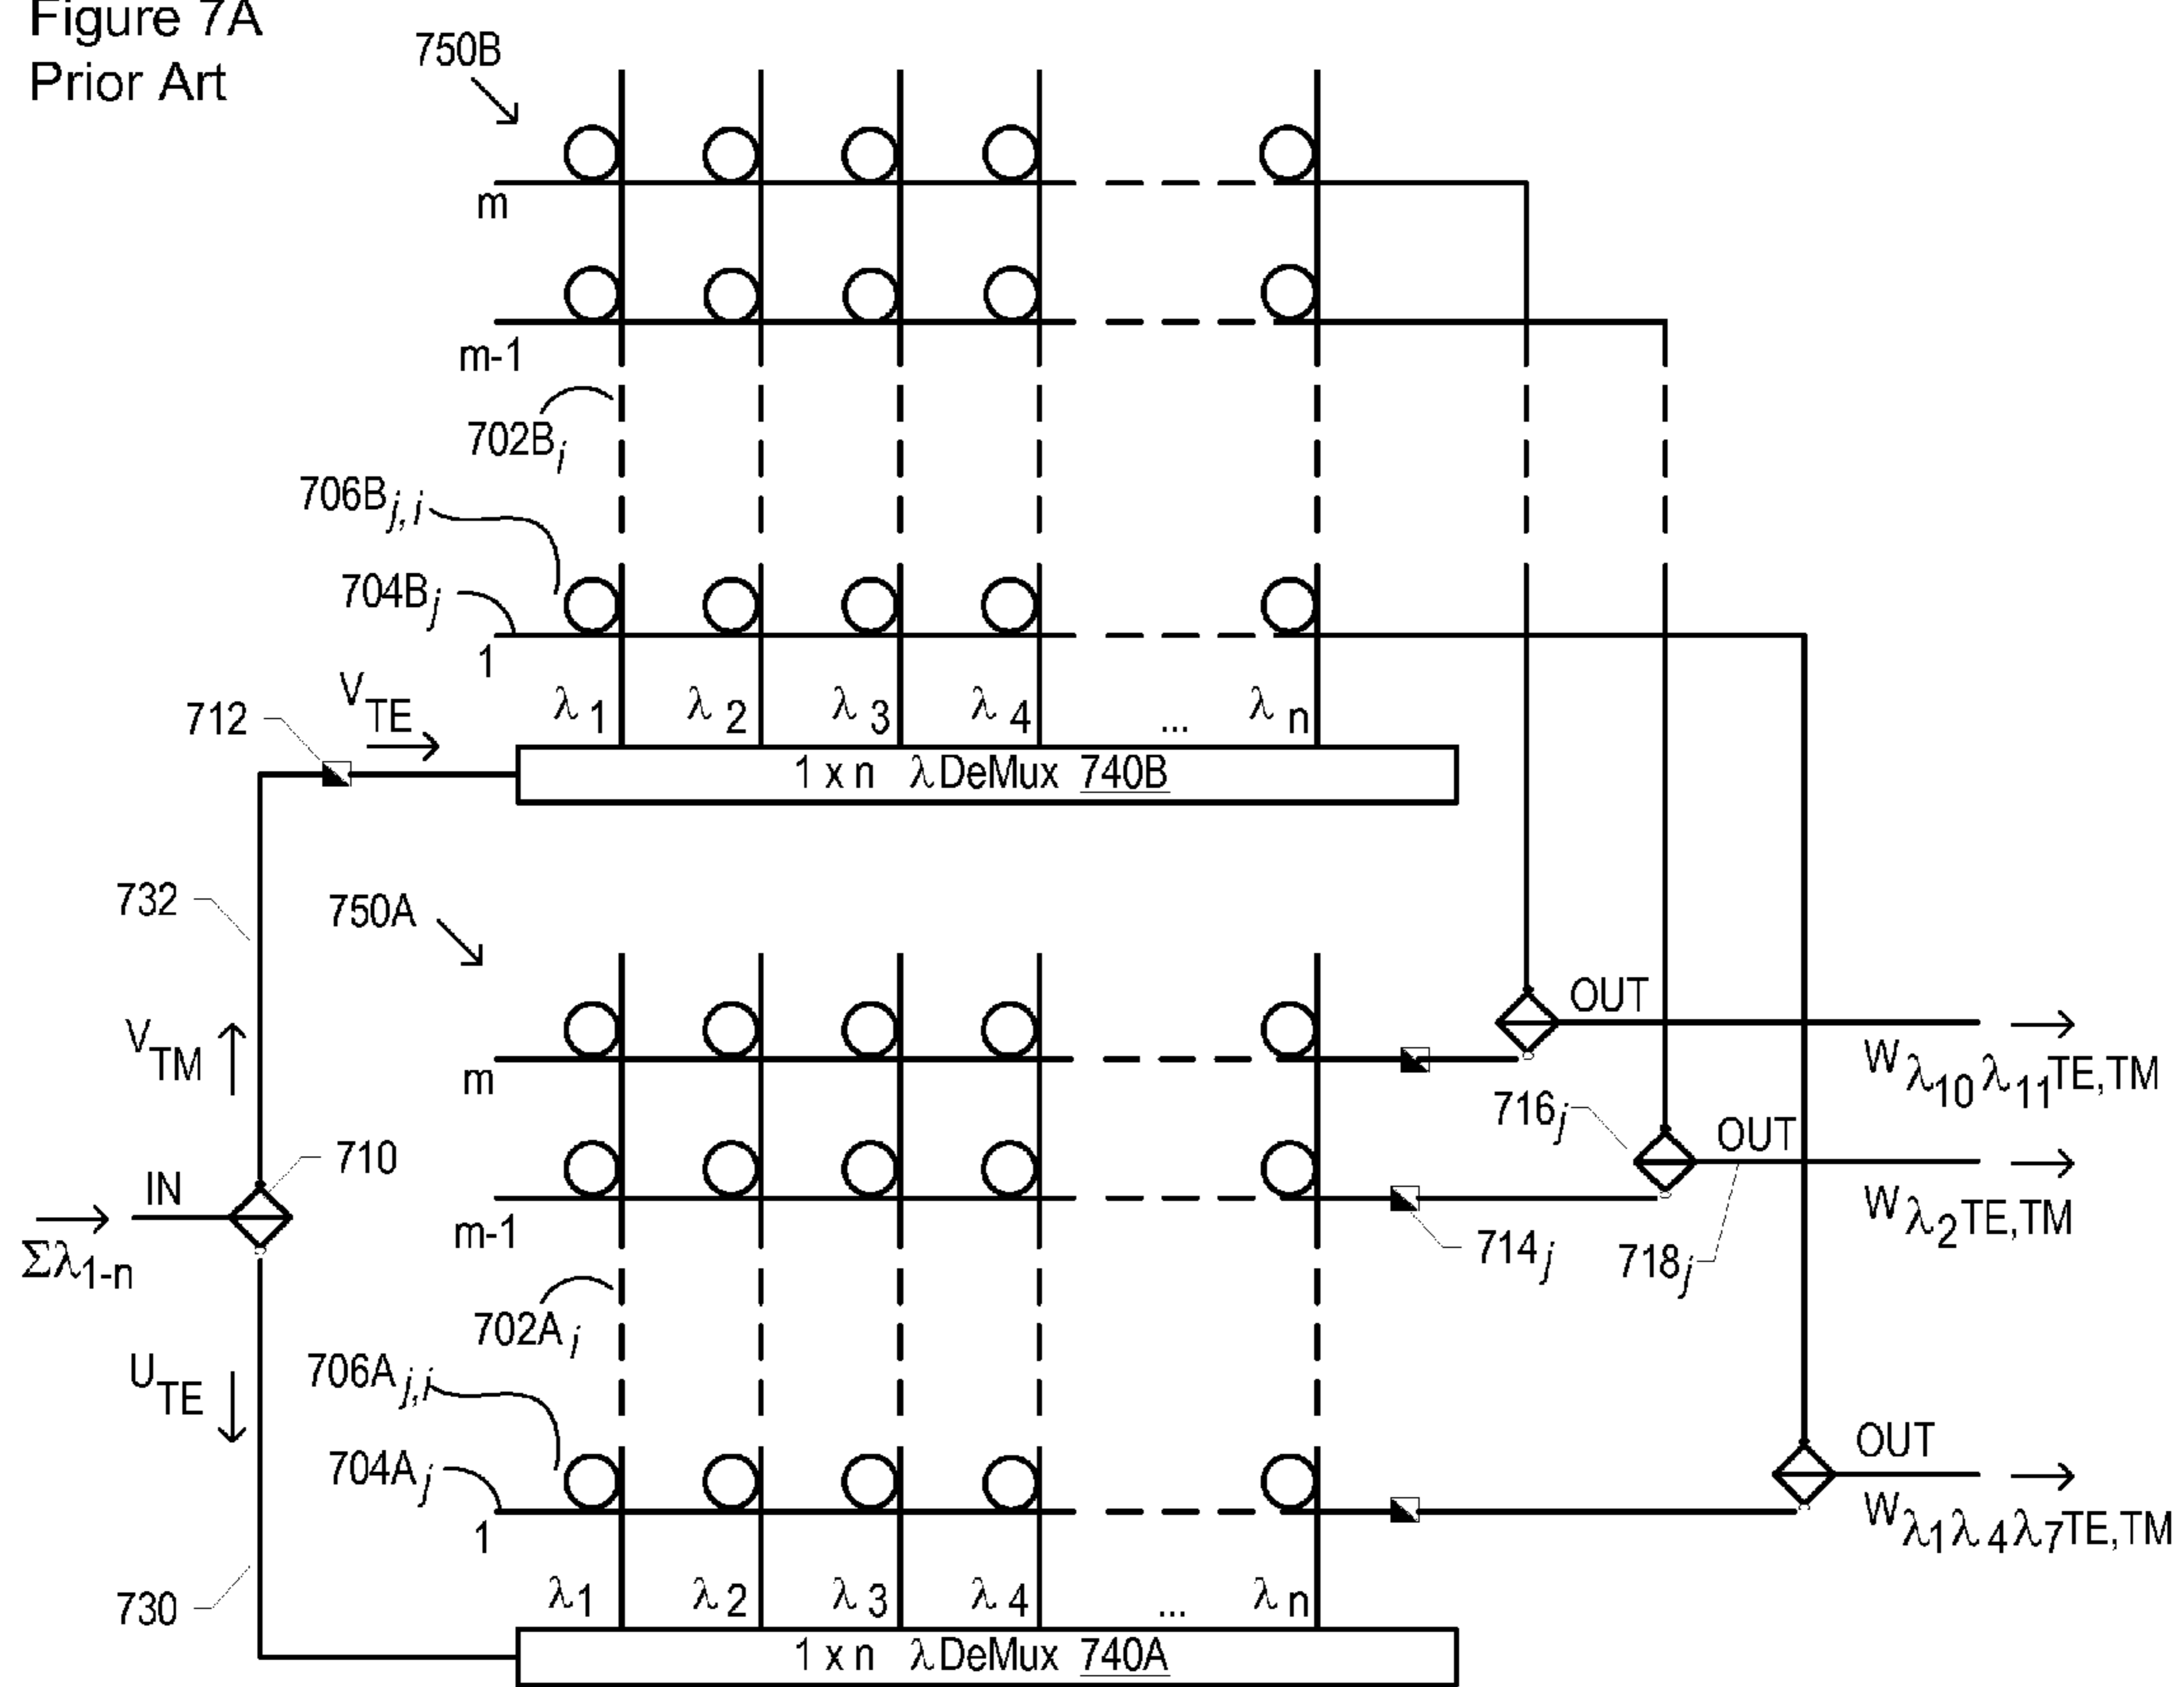 Figure 7A
Prior Art
750B
m
m-1
702Bi
706Bj,i
704Bj
1
VTE
712
λ1 λ2 λ3 λ4 ... λn
1 x n λ DeMux 740B
732
750A
VTM
m
OUT
Wλ10λ11TE,TM
716j
OUT
710
IN
Σλ1-n
m-1
714j
718j
Wλ2TE,TM
702Ai
UTE
706Aj,i
704Aj
1
OUT
Wλ1λ4λ7TE,TM
730
λ1 λ2 λ3 λ4 ... λn
1 x n λ DeMux 740A